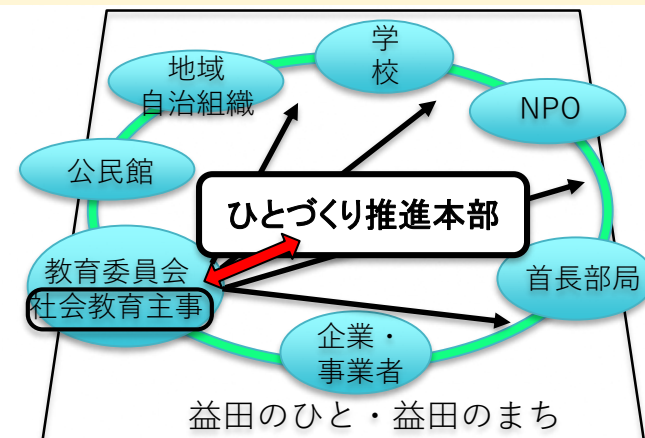 学
校
地域
自治組織
NPO
公民館
ひとづくり推進本部
教育委員会
社会教育主事
首長部局
企業・
事業者
益田のひと・益田のまち